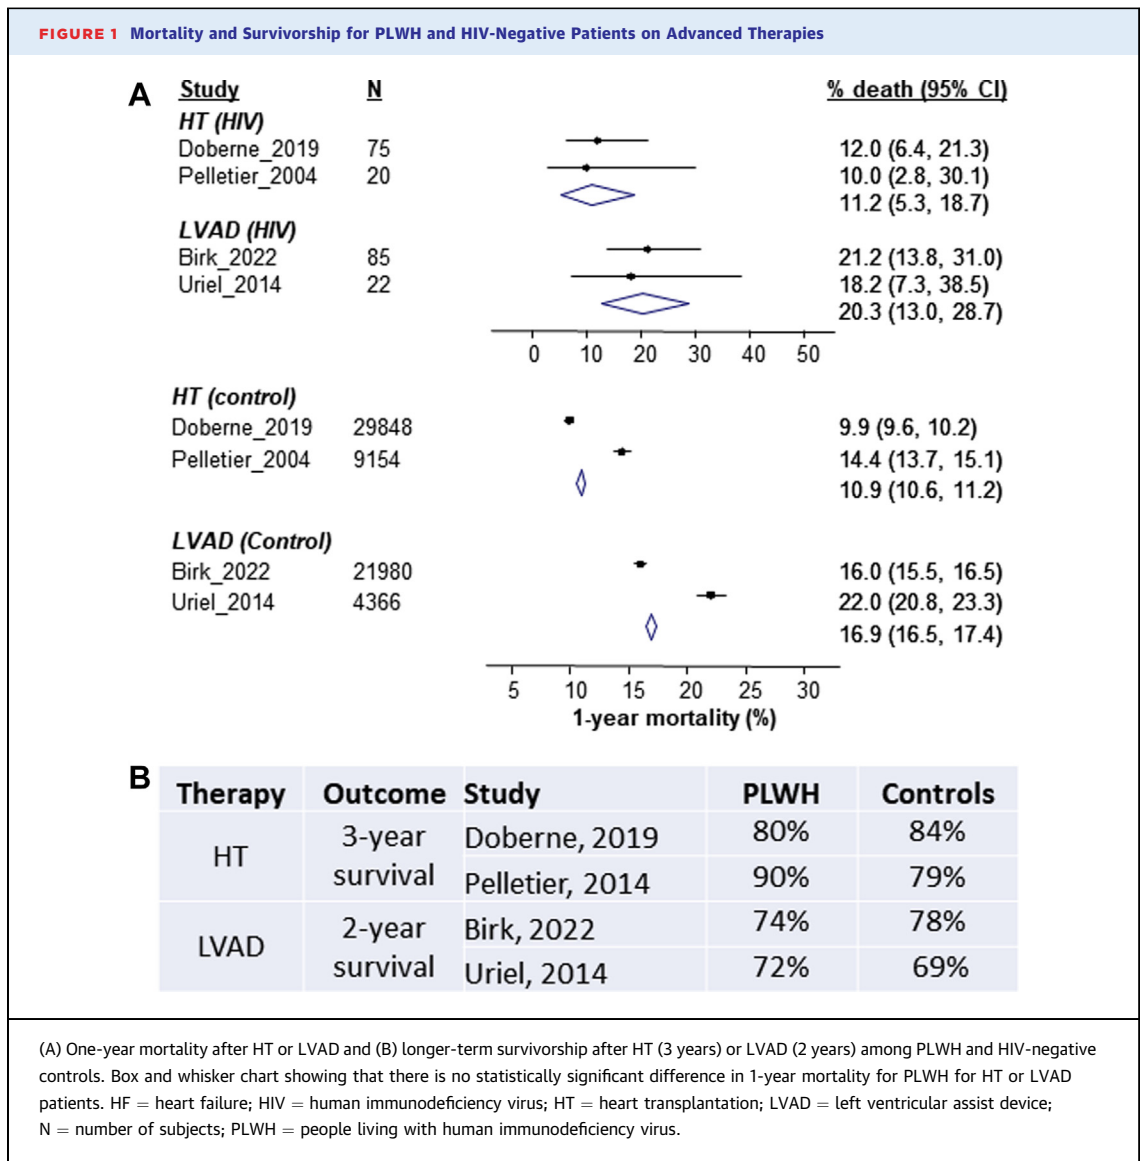 FIGURE 1 Mortality and Survivorship for PLWH and HIV-Negative Patients on Advanced Therapies
A
Study N % death (95% CI)
HT (HIV)
Doberne_2019 75 12.0 (6.4, 21.3)
Pelletier_2004 20 10.0 (2.8, 30.1)
11.2 (5.3, 18.7)
LVAD (HIV)
Birk_2022 85 21.2 (13.8, 31.0)
Uriel_2014 22 18.2 (7.3, 38.5)
20.3 (13.0, 28.7)
0 10 20 30 40 50
HT (control)
Doberne_2019 29848 9.9 (9.6, 10.2)
Pelletier_2004 9154 14.4 (13.7, 15.1)
10.9 (10.6, 11.2)
LVAD (Control)
Birk_2022 21980 16.0 (15.5, 16.5)
Uriel_2014 4366 22.0 (20.8, 23.3)
16.9 (16.5, 17.4)
5 10 15 20 25 30
1-year mortality (%)
B
Therapy Outcome Study PLWH Controls
HT 3-year survival Doberne, 2019 80% 84%
Pelletier, 2014 90% 79%
LVAD 2-year survival Birk, 2022 74% 78%
Uriel, 2014 72% 69%
(A) One-year mortality after HT or LVAD and (B) longer-term survivorship after HT (3 years) or LVAD (2 years) among PLWH and HIV-negative
controls. Box and whisker chart showing that there is no statistically significant difference in 1-year mortality for PLWH for HT or LVAD
patients. HF = heart failure; HIV = human immunodeficiency virus; HT = heart transplantation; LVAD = left ventricular assist device;
N = number of subjects; PLWH = people living with human immunodeficiency virus.